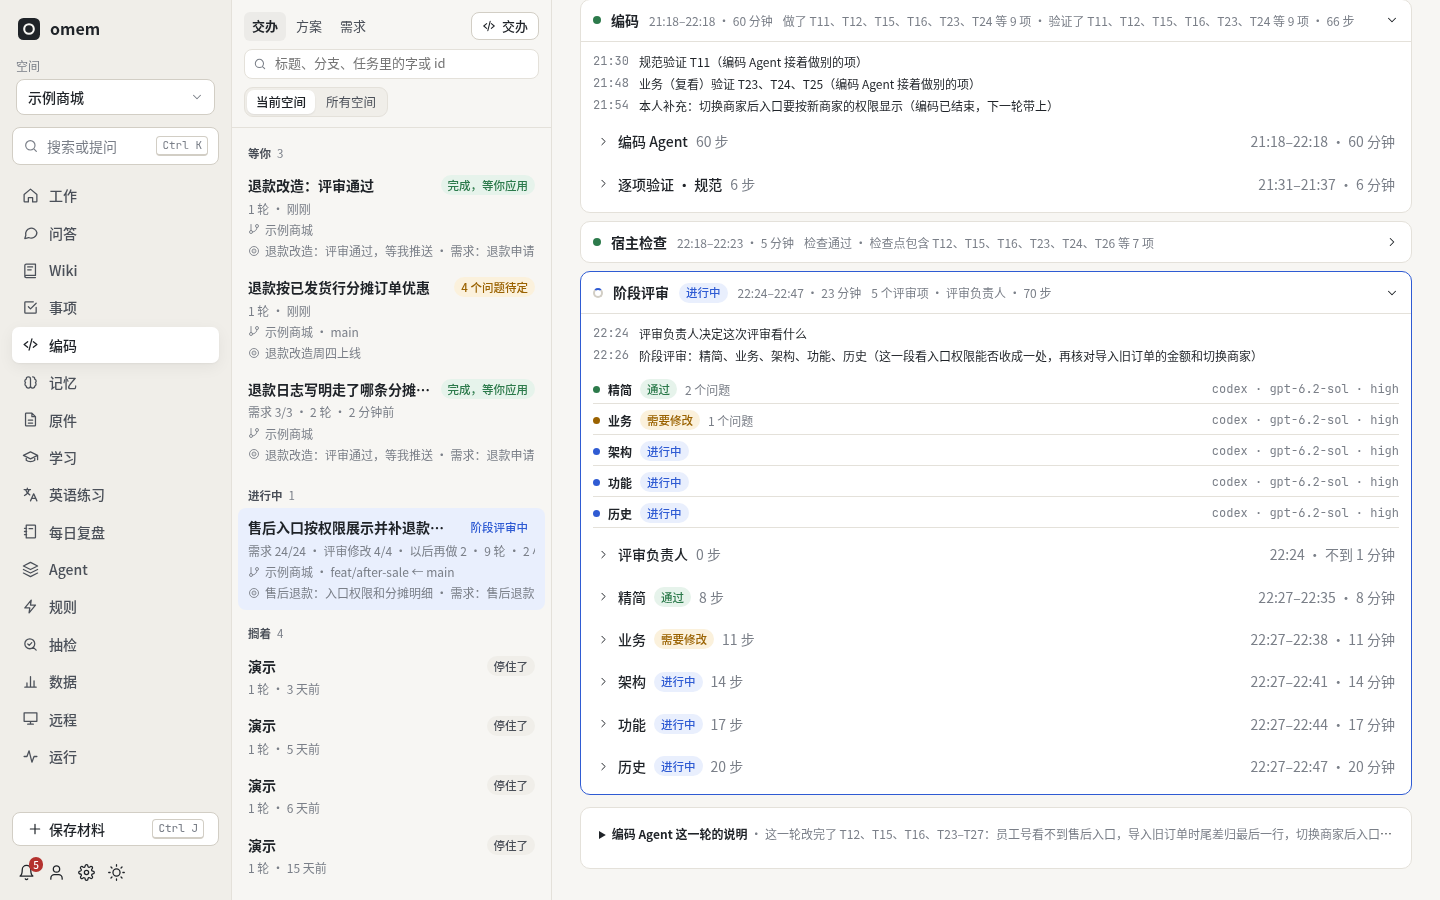 omem
空间
示例商城
搜索或提问 Ctrl K
工作
问答
Wiki
事项
编码
记忆
原件
学习
英语练习
每日复盘
Agent
规则
抽检
数据
远程
运行
保存材料 Ctrl J
5
交办 方案 需求 交办
标题、分支、任务里的字或 id
当前空间 所有空间
等你 3
退款改造：评审通过 完成，等你应用
1 轮 · 刚刚
示例商城
退款改造：评审通过，等我推送 · 需求：退款申请
退款按已发货行分摊订单优惠 4 个问题待定
1 轮 · 刚刚
示例商城 · main
退款改造周四上线
退款日志写明走了哪条分摊… 完成，等你应用
需求 3/3 · 2 轮 · 2 分钟前
示例商城
退款改造：评审通过，等我推送 · 需求：退款申请
进行中 1
售后入口按权限展示并补退款… 阶段评审中
需求 24/24 · 评审修改 4/4 · 以后再做 2 · 9 轮 · 2
示例商城 · feat/after-sale ← main
售后退款：入口权限和分摊明细 · 需求：售后退款
搁着 4
演示 停住了
1 轮 · 3 天前
演示 停住了
1 轮 · 5 天前
演示 停住了
1 轮 · 6 天前
演示 停住了
1 轮 · 15 天前
编码 21:18–22:18 · 60 分钟 做了 T11、T12、T15、T16、T23、T24 等 9 项 · 验证了 T11、T12、T15、T16、T23、T24 等 9 项 · 66 步
21:30 规范验证 T11（编码 Agent 接着做别的项）
21:48 业务（复看）验证 T23、T24、T25（编码 Agent 接着做别的项）
21:54 本人补充：切换商家后入口要按新商家的权限显示（编码已结束，下一轮带上）
编码 Agent 60 步 21:18–22:18 · 60 分钟
逐项验证 · 规范 6 步 21:31–21:37 · 6 分钟
宿主检查 22:18–22:23 · 5 分钟 检查通过 · 检查点包含 T12、T15、T16、T23、T24、T26 等 7 项
阶段评审 进行中 22:24–22:47 · 23 分钟 5 个评审项 · 评审负责人 · 70 步
22:24 评审负责人决定这次评审看什么
22:26 阶段评审：精简、业务、架构、功能、历史（这一段看入口权限能否收成一处，再核对导入旧订单的金额和切换商家）
精简 通过 2 个问题 codex · gpt-6.2-sol · high
业务 需要修改 1 个问题 codex · gpt-6.2-sol · high
架构 进行中 codex · gpt-6.2-sol · high
功能 进行中 codex · gpt-6.2-sol · high
历史 进行中 codex · gpt-6.2-sol · high
评审负责人 0 步 22:24 · 不到 1 分钟
精简 通过 8 步 22:27–22:35 · 8 分钟
业务 需要修改 11 步 22:27–22:38 · 11 分钟
架构 进行中 14 步 22:27–22:41 · 14 分钟
功能 进行中 17 步 22:27–22:44 · 17 分钟
历史 进行中 20 步 22:27–22:47 · 20 分钟
编码 Agent 这一轮的说明 · 这一轮改完了 T12、T15、T16、T23–T27：员工号看不到售后入口，导入旧订单时尾差归最后一行，切换商家后入口…